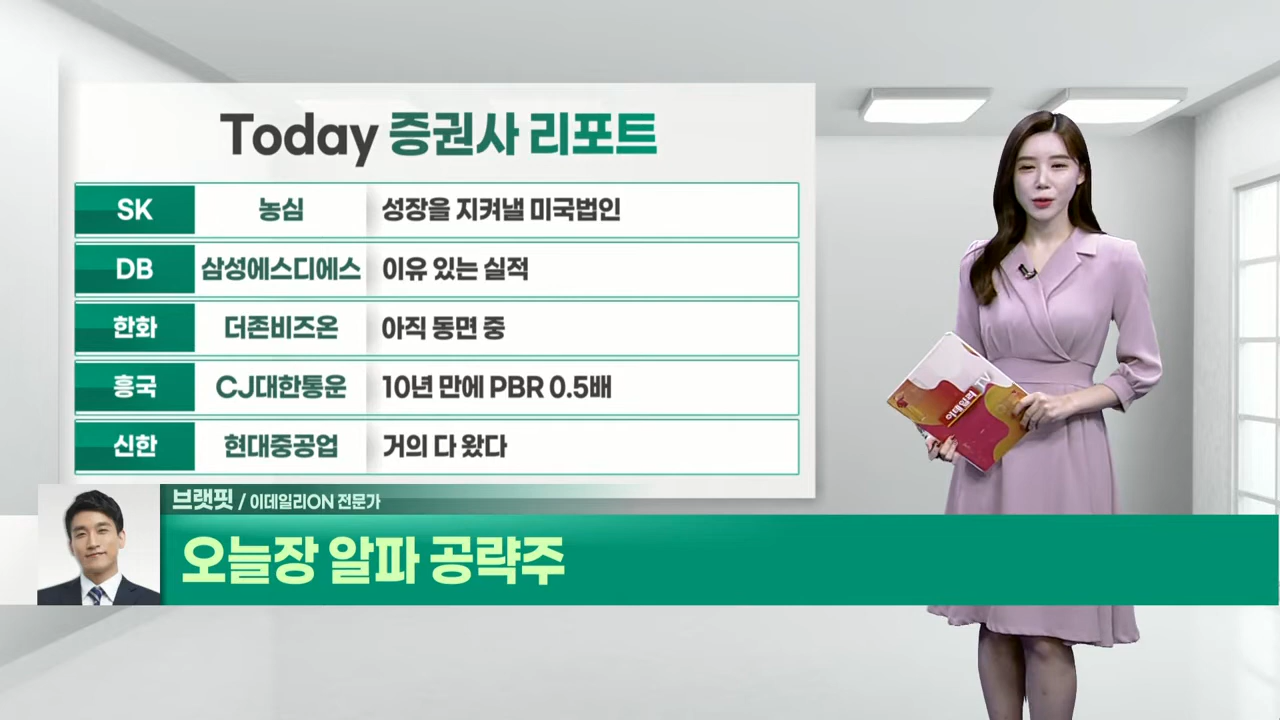 Today 증권사 리포트
SK 농심 성장을 지켜낼 미국법인
DB 삼성에스디에스 이유 있는 실적
한화 더존비즈온 아직 동면 중
흥국 CJ대한통운 10년 만에 PBR 0.5배
신한 현대중공업 거의 다 왔다
브랫핏 / 이데일리ON 전문가
오늘장 알파 공략주
이데일리 TV